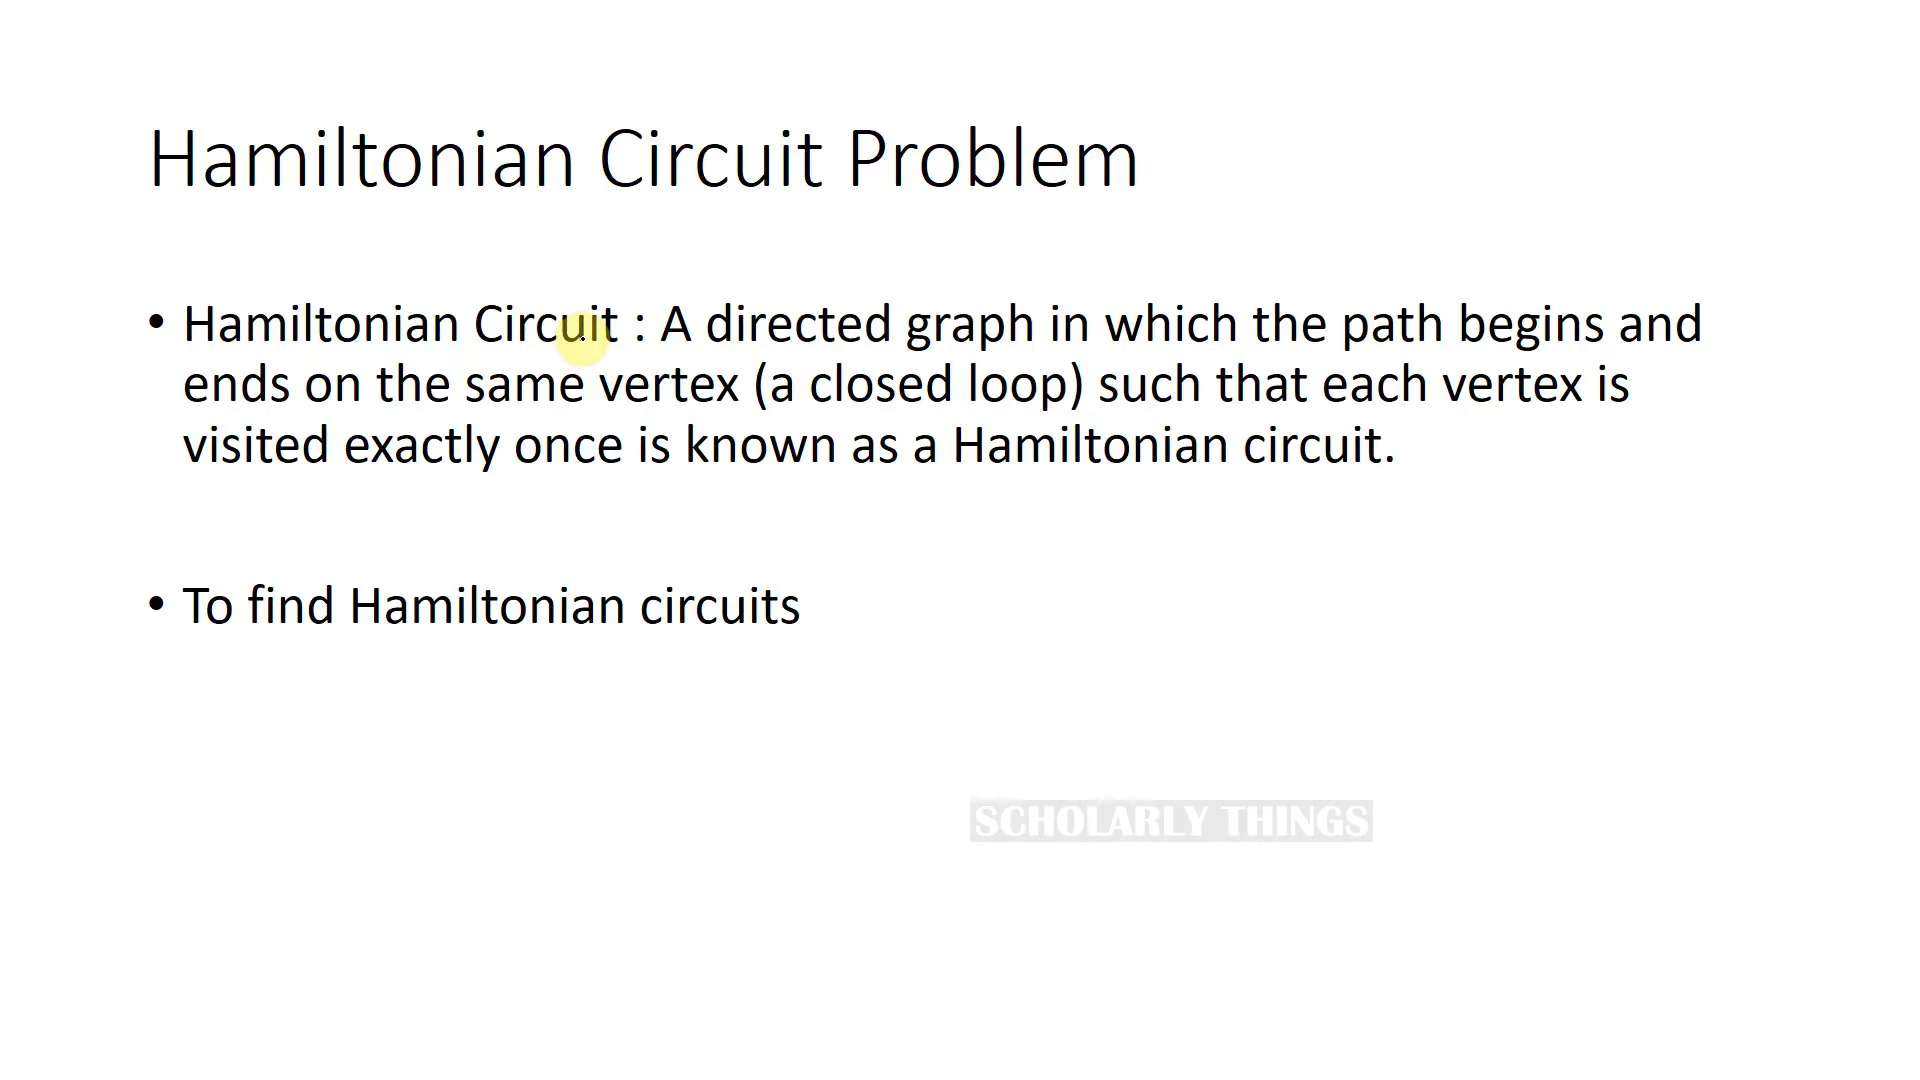 Hamiltonian Circuit Problem
• Hamiltonian Circuit : A directed graph in which the path begins and
ends on the same vertex (a closed loop) such that each vertex is
visited exactly once is known as a Hamiltonian circuit.
• To find Hamiltonian circuits
SCHOLARLY THINGS